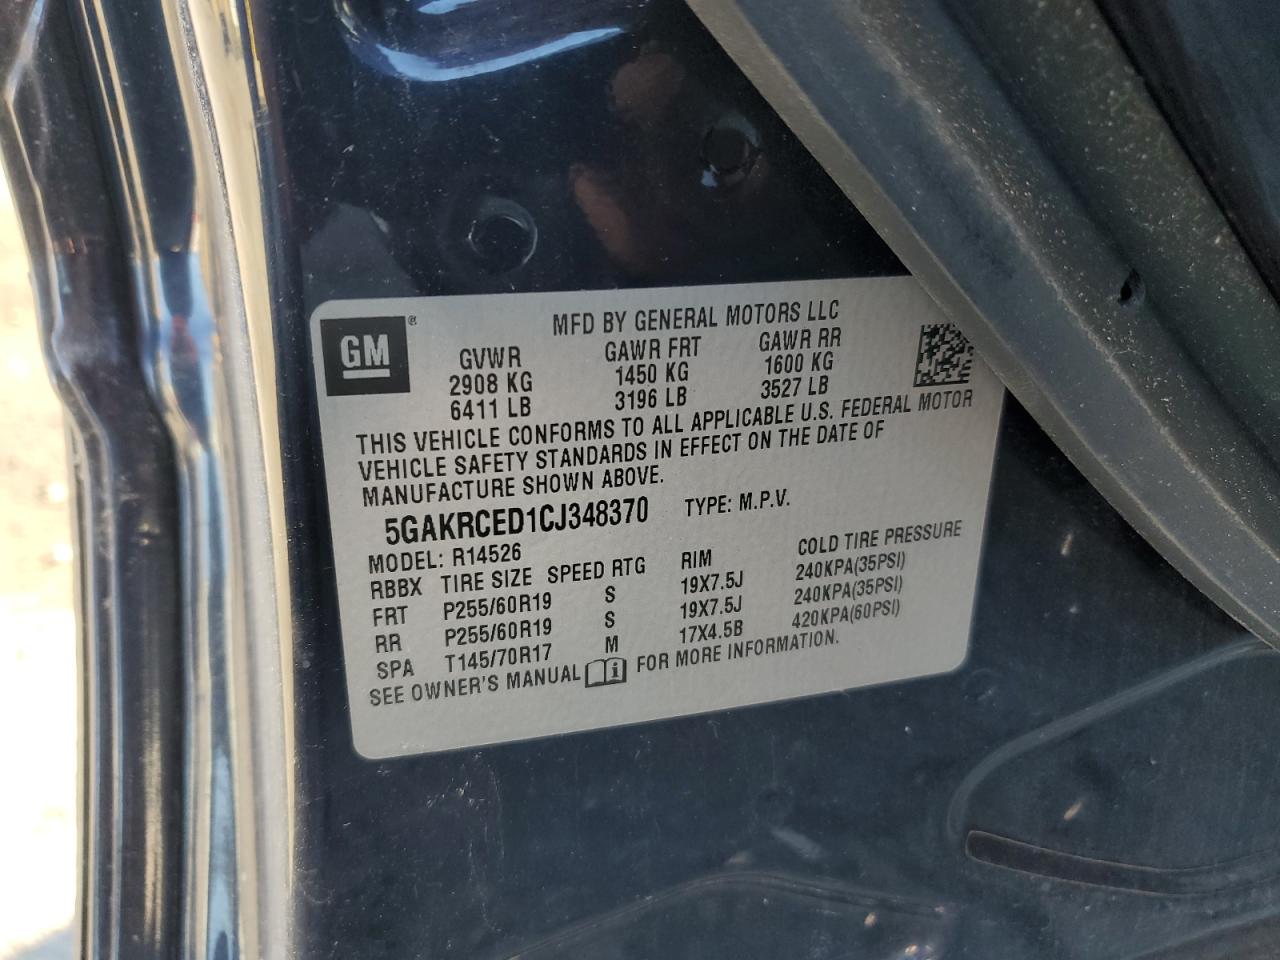 MFD BY GENERAL MOTORS LLC
GM®
GVWR GAWR FRT GAWR RR
2908 KG 1450 KG 1600 KG
6411 LB 3196 LB 3527 LB
THIS VEHICLE CONFORMS TO ALL APPLICABLE U.S. FEDERAL MOTOR
VEHICLE SAFETY STANDARDS IN EFFECT ON THE DATE OF
MANUFACTURE SHOWN ABOVE.
5GAKRCED1CJ348370 TYPE: M.P.V.
MODEL: R14526
RBBX TIRE SIZE SPEED RTG RIM COLD TIRE PRESSURE
FRT P255/60R19 S 19X7.5J 240KPA(35PSI)
RR P255/60R19 S 19X7.5J 240KPA(35PSI)
SPA T145/70R17 M 17X4.5B 420KPA(60PSI)
SEE OWNER'S MANUAL i FOR MORE INFORMATION.